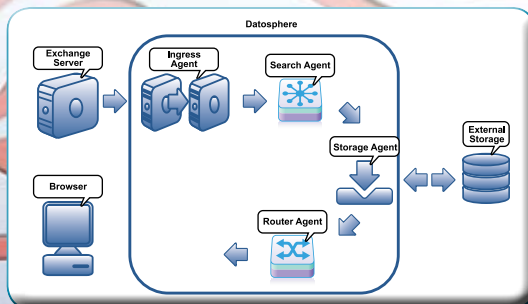 Datosphere
Exchange
Server
Ingress
Agent
Search Agent
Storage Agent
External
Storage
Browser
Router Agent